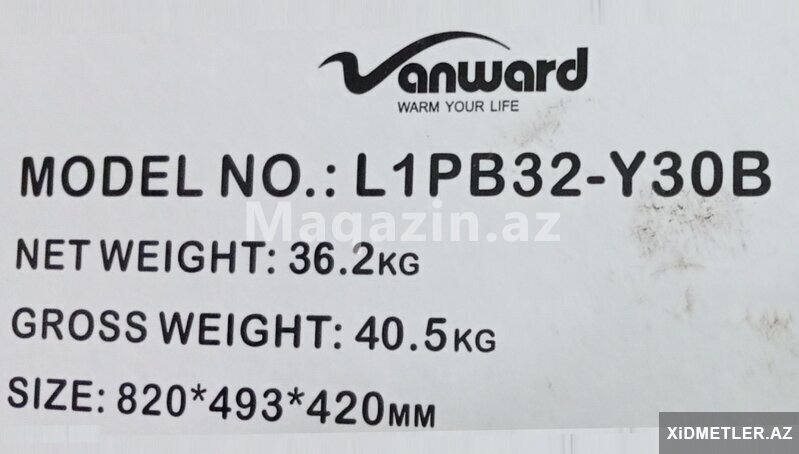 Vanward
WARM YOUR LIFE
MODEL NO.: L1PB32-Y30B
Magazin.az
NET WEIGHT: 36.2KG
GROSS WEIGHT: 40.5KG
SIZE: 820*493*420MM
XiDMETLER.AZ